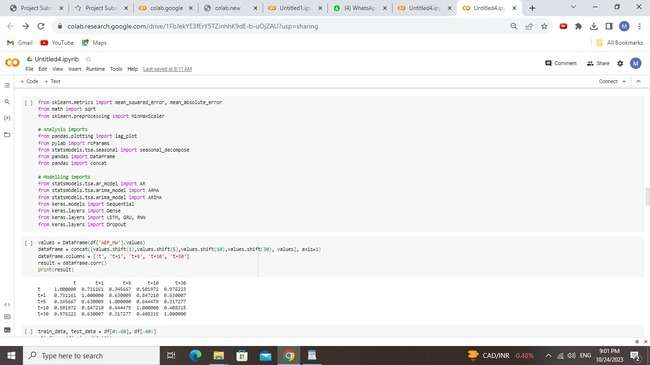 Project Sub
Project Sub
colab.google
colab.new
Untitled1.ip
(4) WhatsAp
Untitled4.ip
Untitled4.ip
colab.research.google.com/drive/
?usp=sharing
Gmail
YouTube
Maps
All Bookmarks
Untitled4.ipynb
File Edit View Insert Runtime Tools Help Last saved at 9:11 AM
Comment
Share
M
+ Code + Text
Connect
[ ] from sklearn.metrics import mean_squared_error, mean_absolute_error
from math import sqrt
from sklearn.preprocessing import MinMaxScaler
# Analysis imports
from pandas.plotting import lag_plot
from pylab import rcParams
from statsmodels.tsa.seasonal import seasonal_decompose
from pandas import DataFrame
from pandas import concat
# Modelling imports
from statsmodels.tsa.ar_model import AR
from statsmodels.tsa.arima_model import ARMA
from statsmodels.tsa.arima_model import ARIMA
from keras.models import Sequential
from keras.layers import Dense
from keras.layers import LSTM, GRU, RNN
from keras.layers import Dropout
[ ] values = DataFrame(df['AEP_MW'].values)
dataframe = concat([values.shift(1),values.shift(5),values.shift(10),values.shift(30), values], axis=1)
dataframe.columns = ['t', 't+1', 't+5', 't+10', 't+30']
result = dataframe.corr()
print(result)
t t+1 t+5 t+10 t+30
t 1.000000 0.731161 0.345667 0.501972 0.976223
t+1 0.731161 1.000000 0.630009 0.847210 0.630007
t+5 0.345667 0.630009 1.000000 0.644479 0.317277
t+10 0.501972 0.847210 0.644479 1.000000 0.408315
t+30 0.976223 0.630007 0.317277 0.408315 1.000000
[ ] train_data, test_data = df[0:-60], df[-60:]
Type here to search
CAD/INR -0.40%
ENG
9:01 PM
10/24/2023